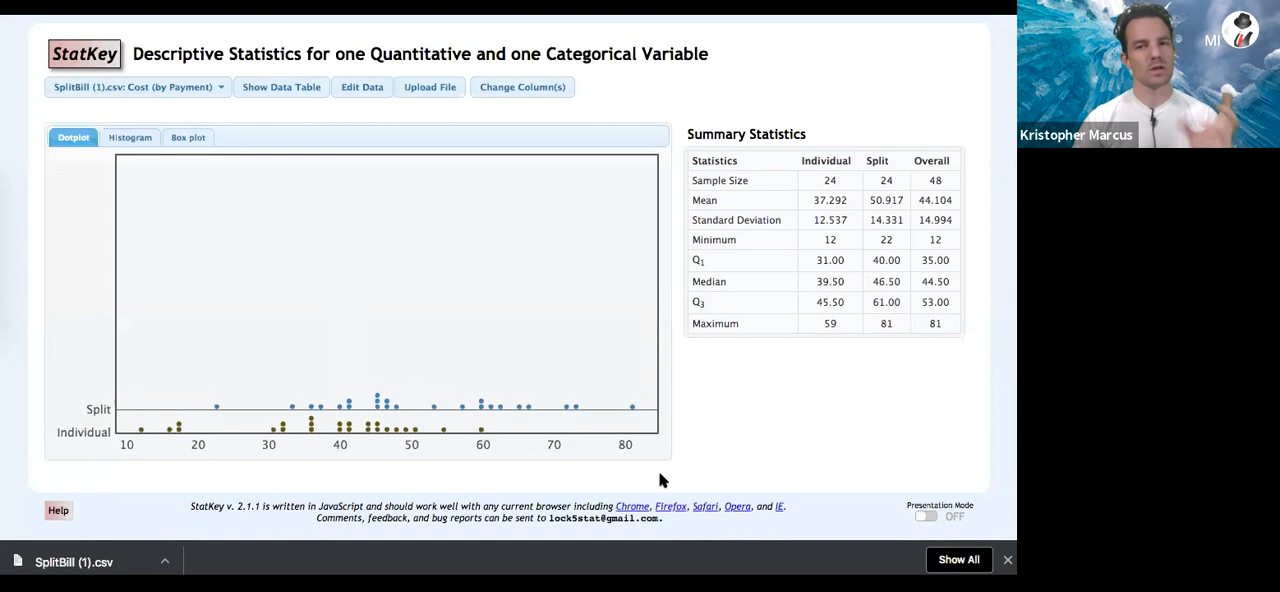 StatKey Descriptive Statistics for one Quantitative and one Categorical Variable
SplitBill (1).csv: Cost (by Payment) Show Data Table Edit Data Upload File Change Column(s)
MI
Kristopher Marcus
Dotplot Histogram Box plot
Split
Individual
10 20 30 40 50 60 70 80
Summary Statistics
Statistics Individual Split Overall
Sample Size 24 24 48
Mean 37.292 50.917 44.104
Standard Deviation 12.537 14.331 14.994
Minimum 12 22 12
Q1 31.00 40.00 35.00
Median 39.50 46.50 44.50
Q3 45.50 61.00 53.00
Maximum 59 81 81
Help
StatKey v. 2.1.1 is written in JavaScript and should work well with any current browser including Chrome, Firefox, Safari, Opera, and IE.
Comments, feedback, and bug reports can be sent to lock5stat@gmail.com.
Presentation Mode
OFF
SplitBill (1).csv
Show All